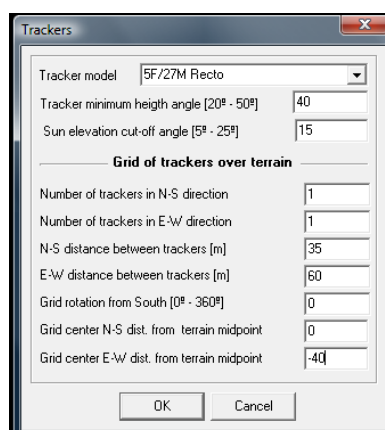 Trackers
Tracker model 5F/27M Recto
Tracker minimum heigth angle [20º - 50º] 40
Sun elevation cut-off angle [5º - 25º] 15
Grid of trackers over terrain
Number of trackers in N-S direction 1
Number of trackers in E-W direction 1
N-S distance between trackers [m] 35
E-W distance between trackers [m] 60
Grid rotation from South [0º - 360º] 0
Grid center N-S dist. from terrain midpoint 0
Grid center E-W dist. from terrain midpoint -40
OK Cancel